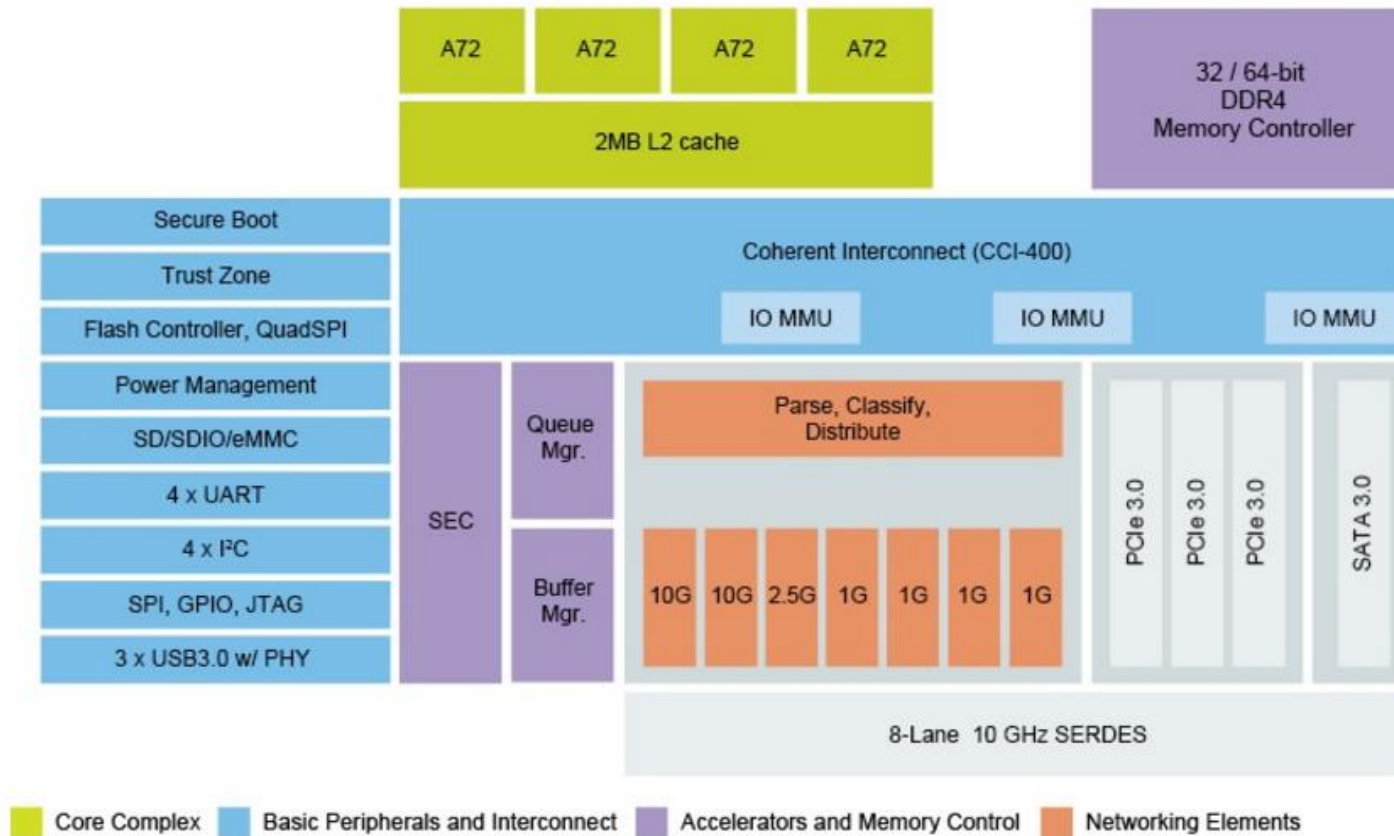 A72
A72
A72
A72
2MB L2 cache
32 / 64-bit
DDR4
Memory Controller
Secure Boot
Trust Zone
Flash Controller, QuadSPI
Power Management
SD/SDIO/eMMC
4 x UART
4 x I²C
SPI, GPIO, JTAG
3 x USB3.0 w/ PHY
Coherent Interconnect (CCI-400)
IO MMU
IO MMU
IO MMU
SEC
Queue
Mgr.
Buffer
Mgr.
Parse, Classify,
Distribute
10G
10G
2.5G
1G
1G
1G
1G
PCIe 3.0
PCIe 3.0
PCIe 3.0
SATA 3.0
8-Lane 10 GHz SERDES
Core Complex
Basic Peripherals and Interconnect
Accelerators and Memory Control
Networking Elements